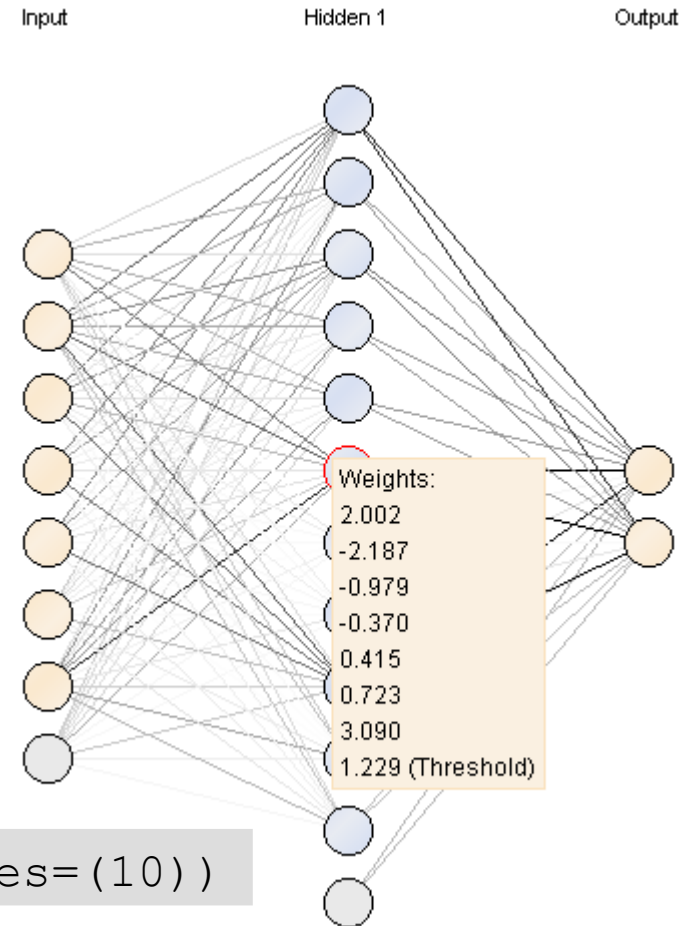 Input Hidden 1 Output
Weights:
2.002
-2.187
-0.979
-0.370
0.415
0.723
3.090
1.229 (Threshold)
es=(10))